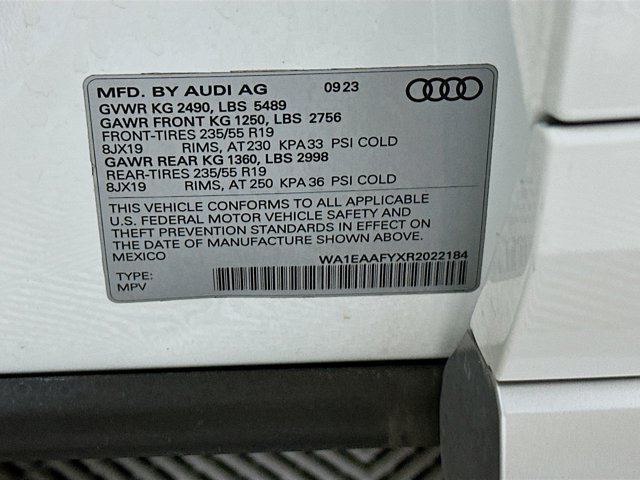 MFD. BY AUDI AG 09 23
GVWR KG 2490, LBS 5489
GAWR FRONT KG 1250, LBS 2756
FRONT-TIRES 235/55 R19
8JX19 RIMS, AT 230 KPA 33 PSI COLD
GAWR REAR KG 1360, LBS 2998
REAR-TIRES 235/55 R19
8JX19 RIMS, AT 250 KPA 36 PSI COLD
THIS VEHICLE CONFORMS TO ALL APPLICABLE
U.S. FEDERAL MOTOR VEHICLE SAFETY AND
THEFT PREVENTION STANDARDS IN EFFECT ON
THE DATE OF MANUFACTURE SHOWN ABOVE.
MEXICO
WA1EAAFYXR2022184
TYPE:
MPV